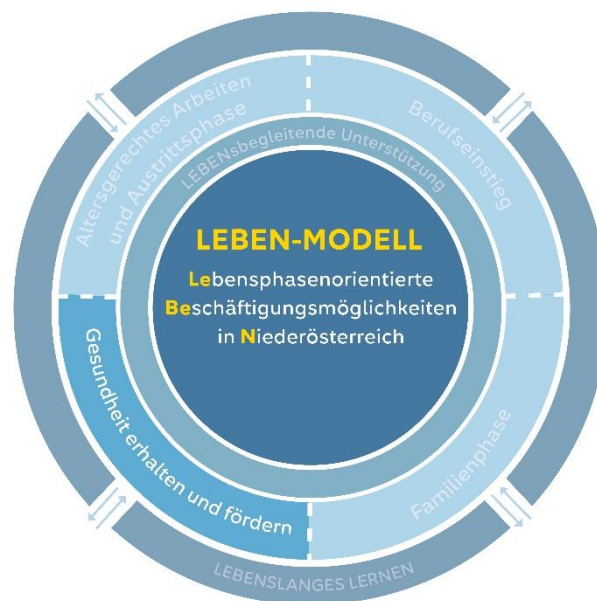 LEBEN-MODELL
Lebensphasenorientierte
Beschäftigungsmöglichkeiten
in Niederösterreich
LEBENsbegleitende Unterstützung
Altersgerechtes Arbeiten
und Austrittsphase
Berufseinstieg
Familienphase
Gesundheit erhalten und fördern
LEBENSLANGES LERNEN